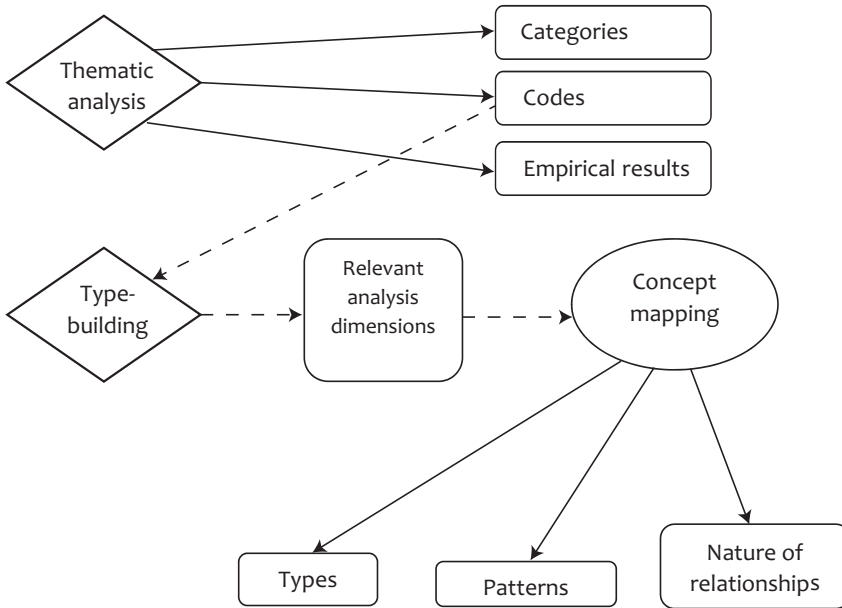 Categories
Thematic
analysis
Codes
Empirical results
Type-
building
Relevant
analysis
dimensions
Concept
mapping
Types
Patterns
Nature of
relationships